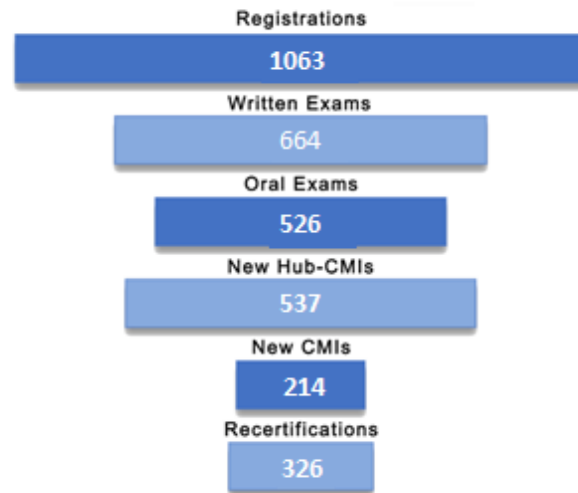 Registrations
1063
Written Exams
664
Oral Exams
526
New Hub-CMIs
537
New CMIs
214
Recertifications
326